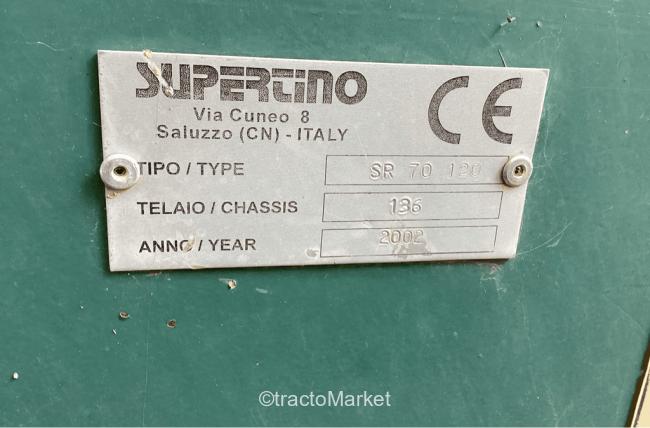 SUPERTINO
Via Cuneo 8
Saluzzo (CN) - ITALY
CE
TIPO / TYPE SR 70 120
TELAIO / CHASSIS 136
ANNO / YEAR 2002
©tractoMarket